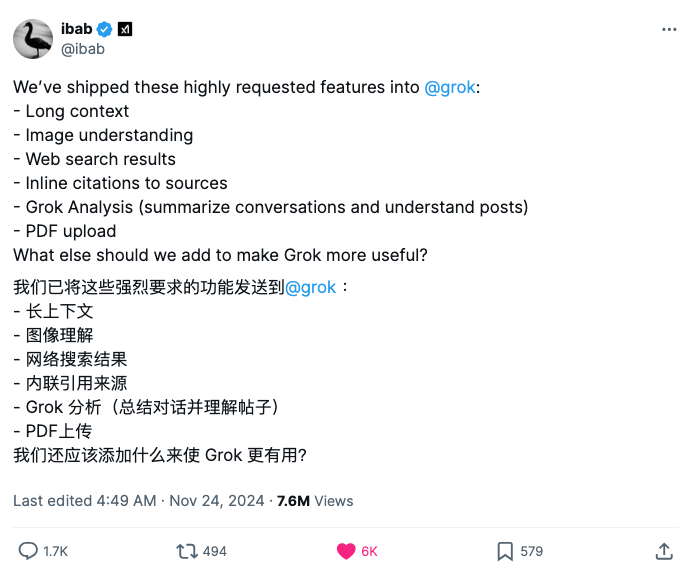 ibab
@ibab
We’ve shipped these highly requested features into @grok:
- Long context
- Image understanding
- Web search results
- Inline citations to sources
- Grok Analysis (summarize conversations and understand posts)
- PDF upload
What else should we add to make Grok more useful?
我们已将这些强烈要求的功能发送到@grok：
- 长上下文
- 图像理解
- 网络搜索结果
- 内联引用来源
- Grok 分析（总结对话并理解帖子）
- PDF上传
我们还应该添加什么来使 Grok 更有用?
Last edited 4:49 AM · Nov 24, 2024 · 7.6M Views
1.7K 494 6K 579